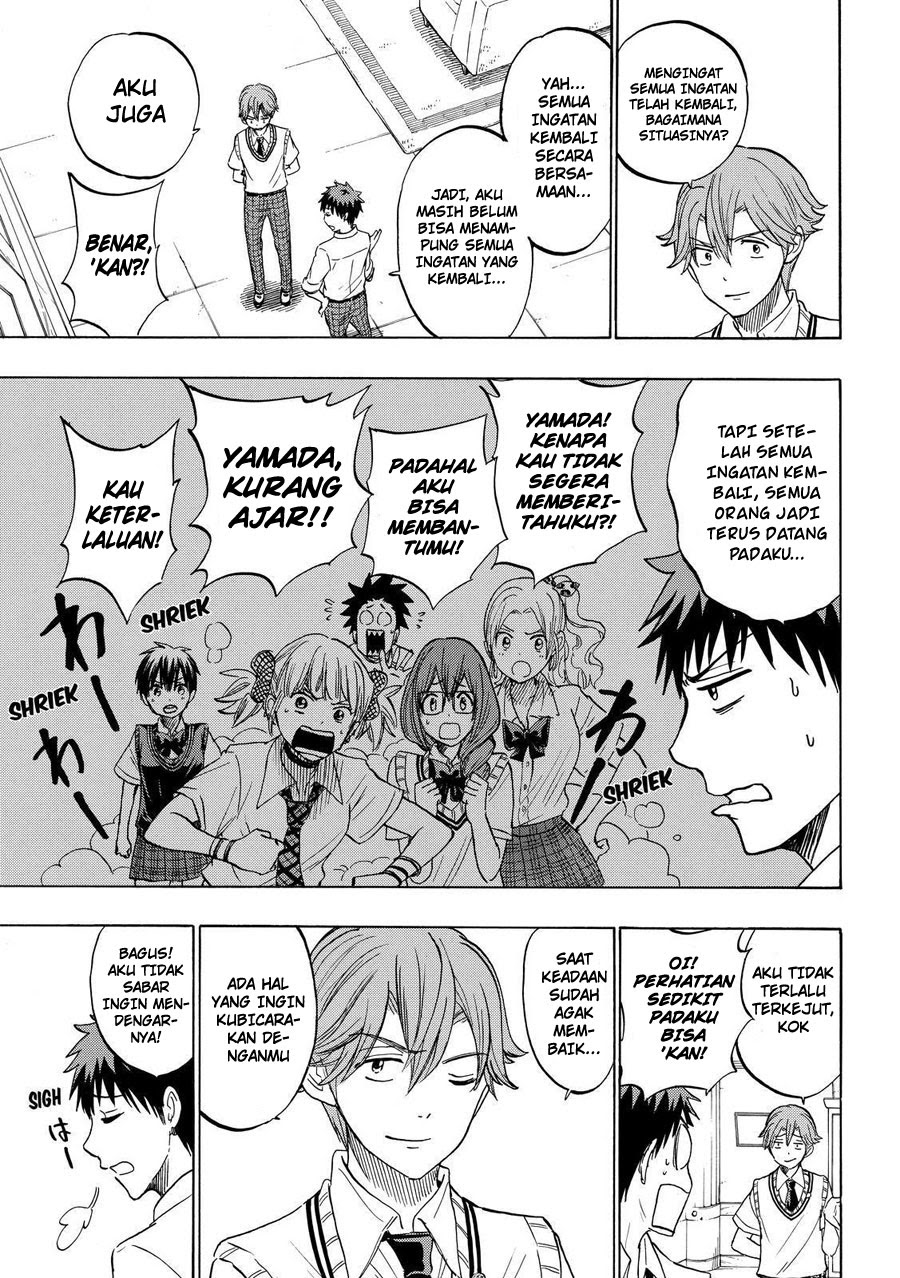 MENGINGAT
SEMUA INGATAN
TELAH KEMBALI,
BAGAIMANA
SITUASINYA?
YAH...
SEMUA
INGATAN
KEMBALI
SECARA
BERSA-
MAAN...
JADI, AKU
MASIH BELUM
BISA MENAM-
PUNG SEMUA
INGATAN YANG
KEMBALI...
AKU
JUGA
BENAR,
'KAN?!
TAPI SETE-
LAH SEMUA
INGATAN KEM-
BALI, SEMUA
ORANG JADI
TERUS DATANG
PADAKU...
YAMADA!
KENAPA
KAU TIDAK
SEGERA
MEMBERI-
TAHUKU?!
PADAHAL
AKU
BISA
MEMBAN-
TUMU!
YAMADA,
KURANG
AJAR!!
KAU
KETER-
LALUAN!
わー
SHRIEK
わー
SHRIEK
わー
SHRIEK
AKU TIDAK
TERLALU
TERKEJUT,
KOK
OI!
PERHATIAN
SEDIKIT
PADAKU
BISA
'KAN!
SAAT
KEADAAN
SUDAH
AGAK
MEM-
BAIK...
ADA HAL
YANG INGIN
KUBICARA-
KAN DE-
NGANMU
BAGUS!
AKU TIDAK
SABAR
INGIN MEN-
DENGAR-
NYA!
SIGH
はー